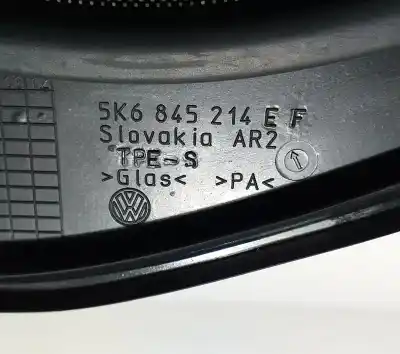 5K6 845 214 E F
Slovakia AR2
TPE-S
>Glas< >PA<